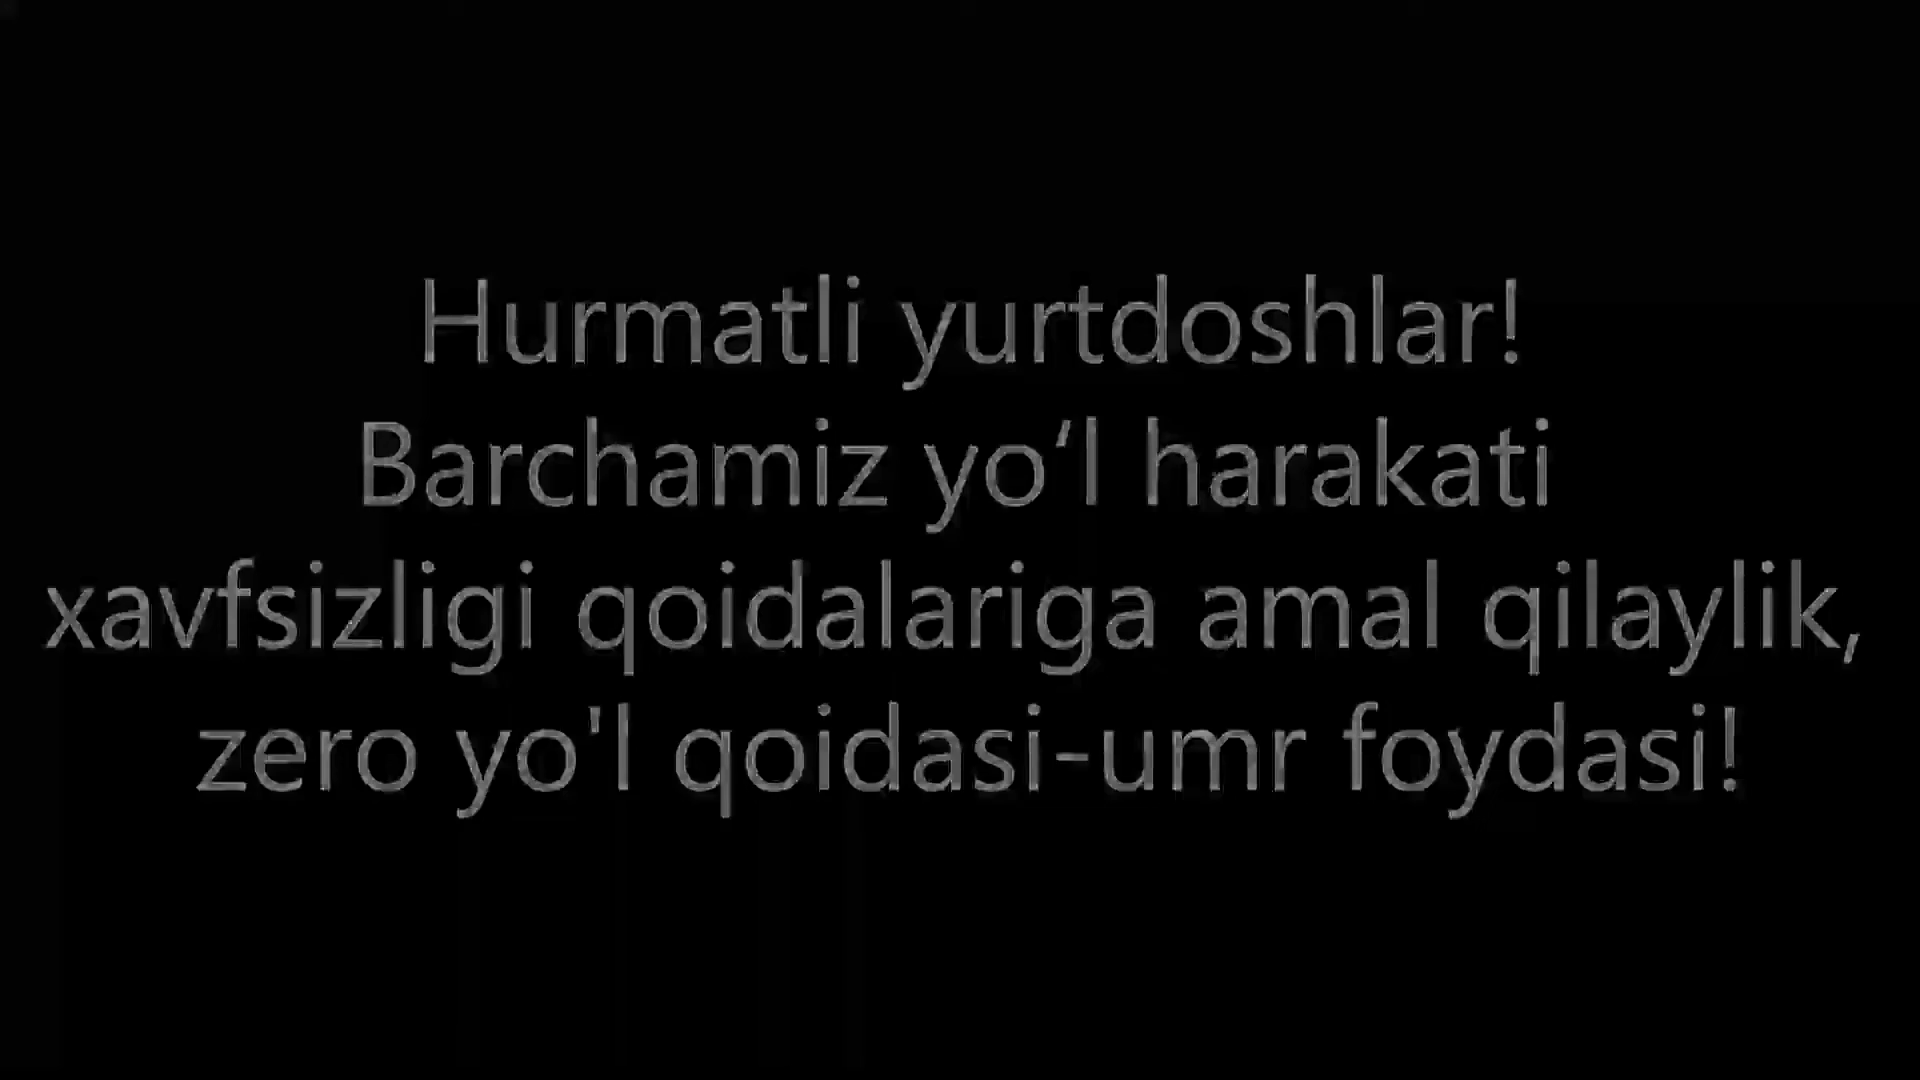 Hurmatli yurtdoshlar!
Barchamiz yo‘l harakati
xavfsizligi qoidalariga amal qilaylik,
zero yo'l qoidasi-umr foydasi!